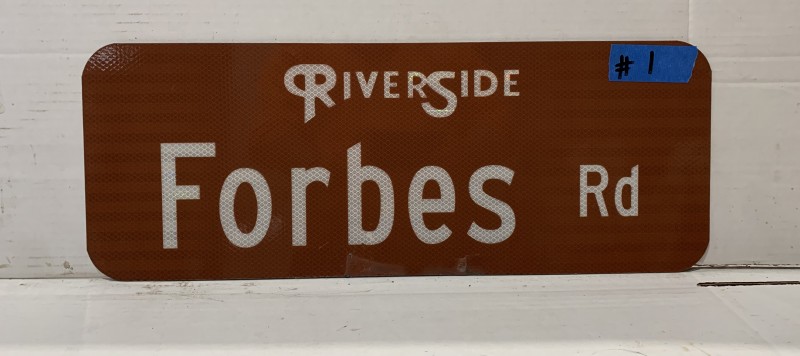 # 1
RIVERSIDE
Forbes Rd